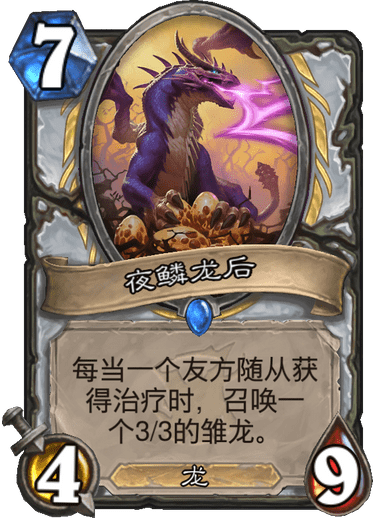 7
夜鳞龙后
每当一个友方随从获
得治疗时，召唤一
个3/3的雏龙。
龙
4
9